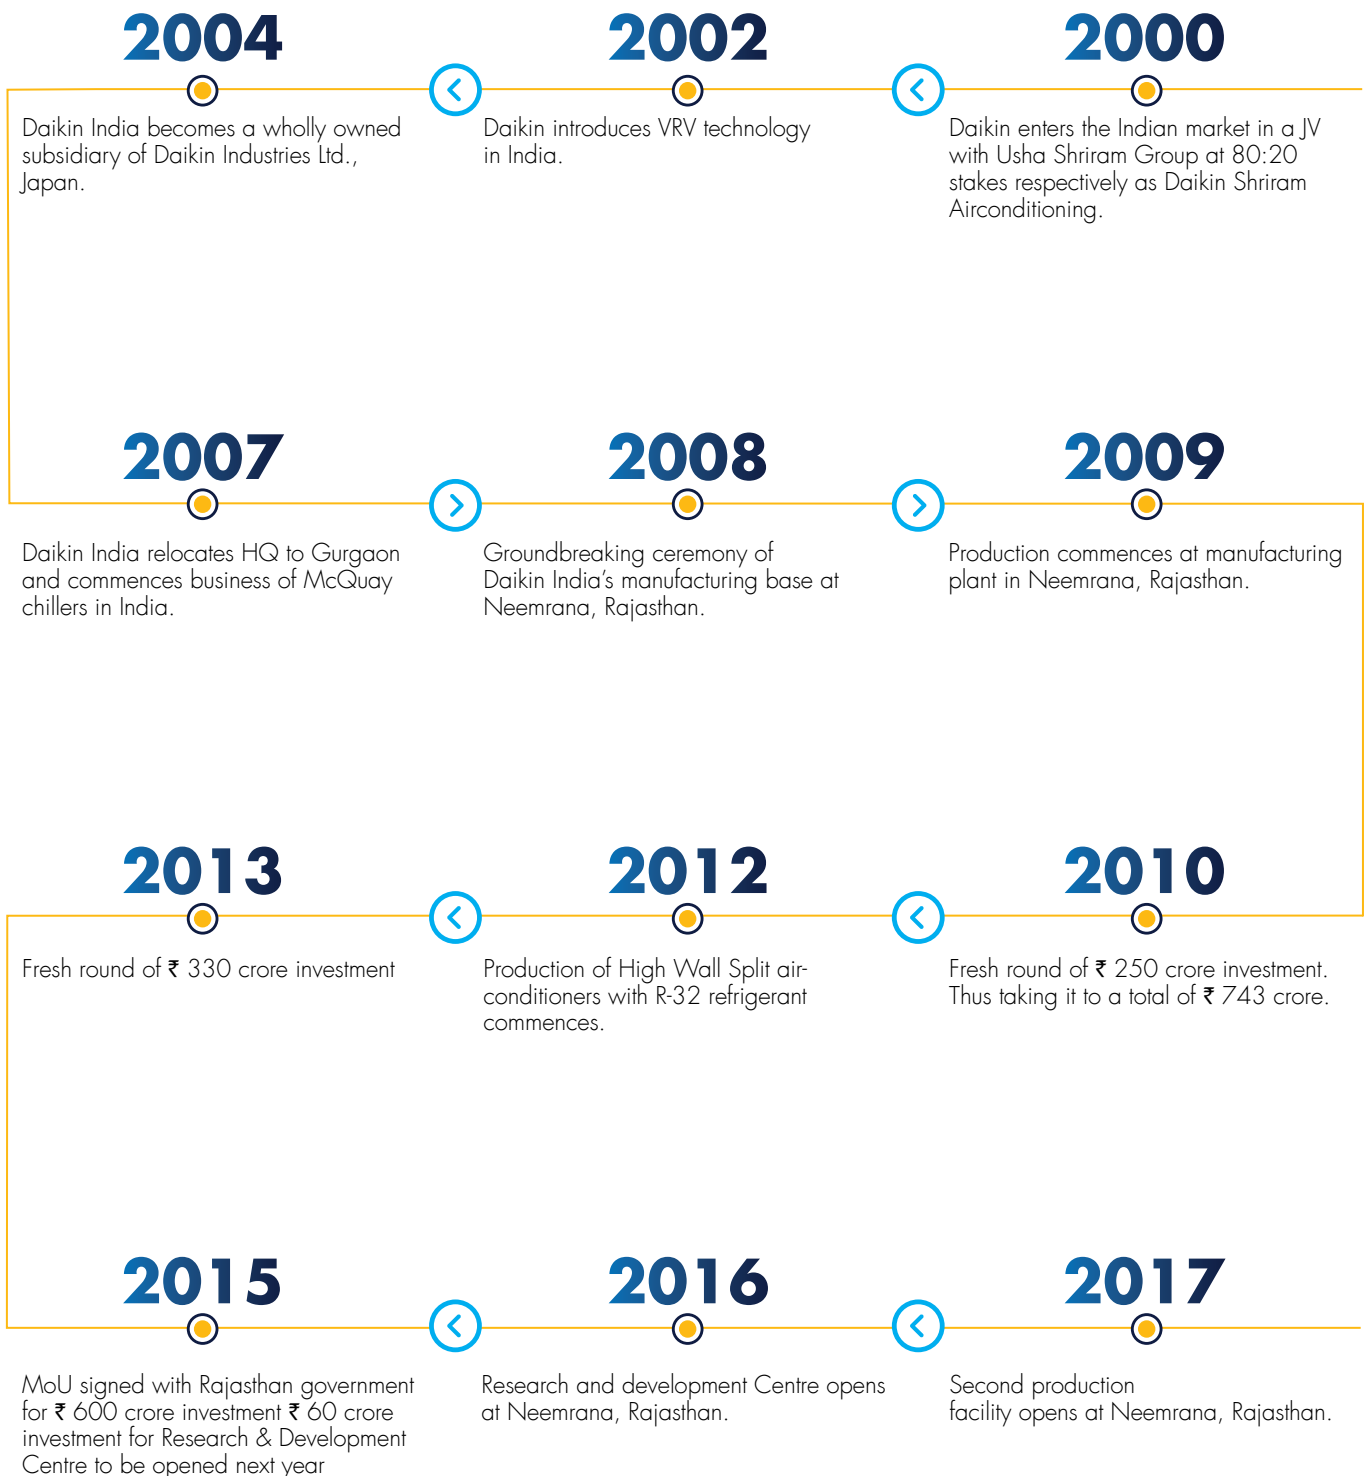 2004
Daikin India becomes a wholly owned
subsidiary of Daikin Industries Ltd.,
Japan.
2002
Daikin introduces VRV technology
in India.
2000
Daikin enters the Indian market in a JV
with Usha Shriram Group at 80:20
stakes respectively as Daikin Shriram
Airconditioning.
2007
Daikin India relocates HQ to Gurgaon
and commences business of McQuay
chillers in India.
2008
Groundbreaking ceremony of
Daikin India’s manufacturing base at
Neemrana, Rajasthan.
2009
Production commences at manufacturing
plant in Neemrana, Rajasthan.
2013
Fresh round of ₹ 330 crore investment
2012
Production of High Wall Split air-
conditioners with R-32 refrigerant
commences.
2010
Fresh round of ₹ 250 crore investment.
Thus taking it to a total of ₹ 743 crore.
2015
MoU signed with Rajasthan government
for ₹ 600 crore investment ₹ 60 crore
investment for Research & Development
Centre to be opened next year
2016
Research and development Centre opens
at Neemrana, Rajasthan.
2017
Second production
facility opens at Neemrana, Rajasthan.